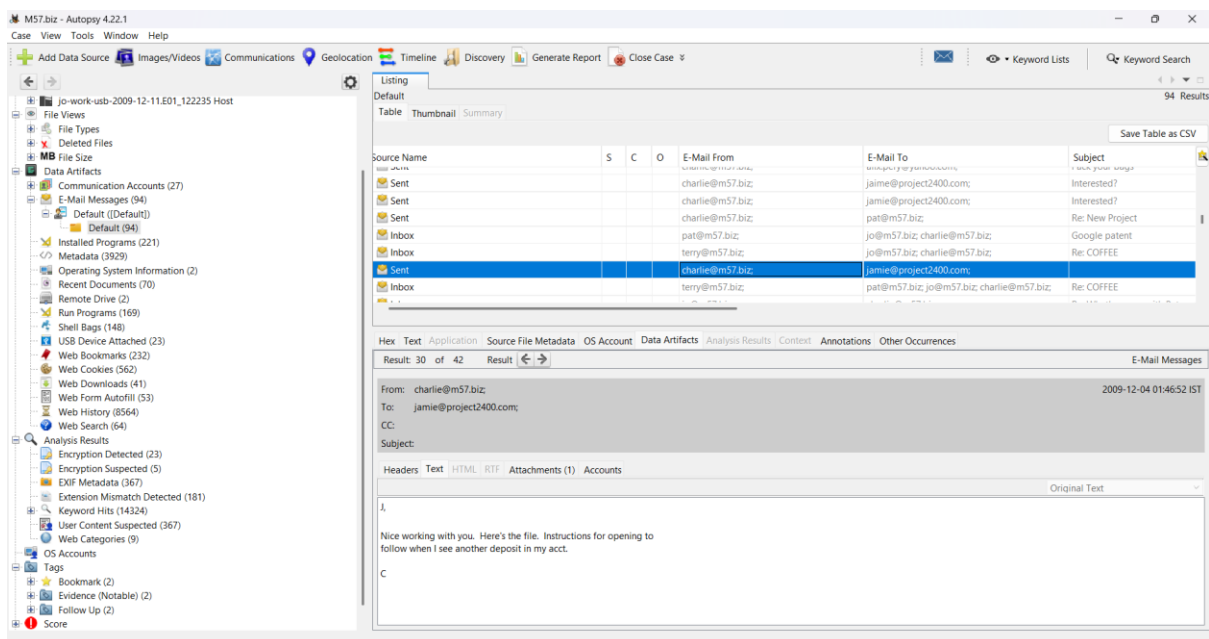 M57.biz - Autopsy 4.22.1
Case View Tools Window Help
Add Data Source Images/Videos Communications Geolocation Timeline Discovery Generate Report Close Case Keyword Lists Keyword Search
Listing
jo-work-usb-2009-12-11.E01_122235 Host
File Views
File Types
Deleted Files
MB File Size
Data Artifacts
Communication Accounts (27)
E-Mail Messages (94)
Default ([Default])
Default (94)
Installed Programs (221)
Metadata (3929)
Operating System Information (2)
Recent Documents (70)
Remote Drive (2)
Run Programs (169)
Shell Bags (148)
USB Device Attached (23)
Web Bookmarks (232)
Web Cookies (562)
Web Downloads (41)
Web Form Autofill (53)
Web History (8564)
Web Search (64)
Analysis Results
Encryption Detected (23)
Encryption Suspected (5)
EXIF Metadata (367)
Extension Mismatch Detected (181)
Keyword Hits (14324)
User Content Suspected (367)
Web Categories (9)
OS Accounts
Tags
Bookmark (2)
Evidence (Notable) (2)
Follow Up (2)
Score
Default 94 Results
Table Thumbnail Summary
Save Table as CSV
Source Name S C O E-Mail From E-Mail To Subject
Sent charlie@m57.biz; jaime@project2400.com; Interested?
Sent charlie@m57.biz; jamie@project2400.com; Interested?
Sent charlie@m57.biz; pat@m57.biz; Re: New Project
Inbox pat@m57.biz; jo@m57.biz; charlie@m57.biz; Google patent
Inbox terry@m57.biz; jo@m57.biz; charlie@m57.biz; Re: COFFEE
Sent charlie@m57.biz; jamie@project2400.com;
Inbox terry@m57.biz; pat@m57.biz; jo@m57.biz; charlie@m57.biz; Re: COFFEE
Hex Text Application Source File Metadata OS Account Data Artifacts Analysis Results Context Annotations Other Occurrences
Result: 30 of 42 Result E-Mail Messages
From: charlie@m57.biz; 2009-12-04 01:46:52 IST
To: jamie@project2400.com;
CC:
Subject:
Headers Text HTML RTF Attachments (1) Accounts
Original Text
J,
Nice working with you. Here's the file. Instructions for opening to
follow when I see another deposit in my acct.
C